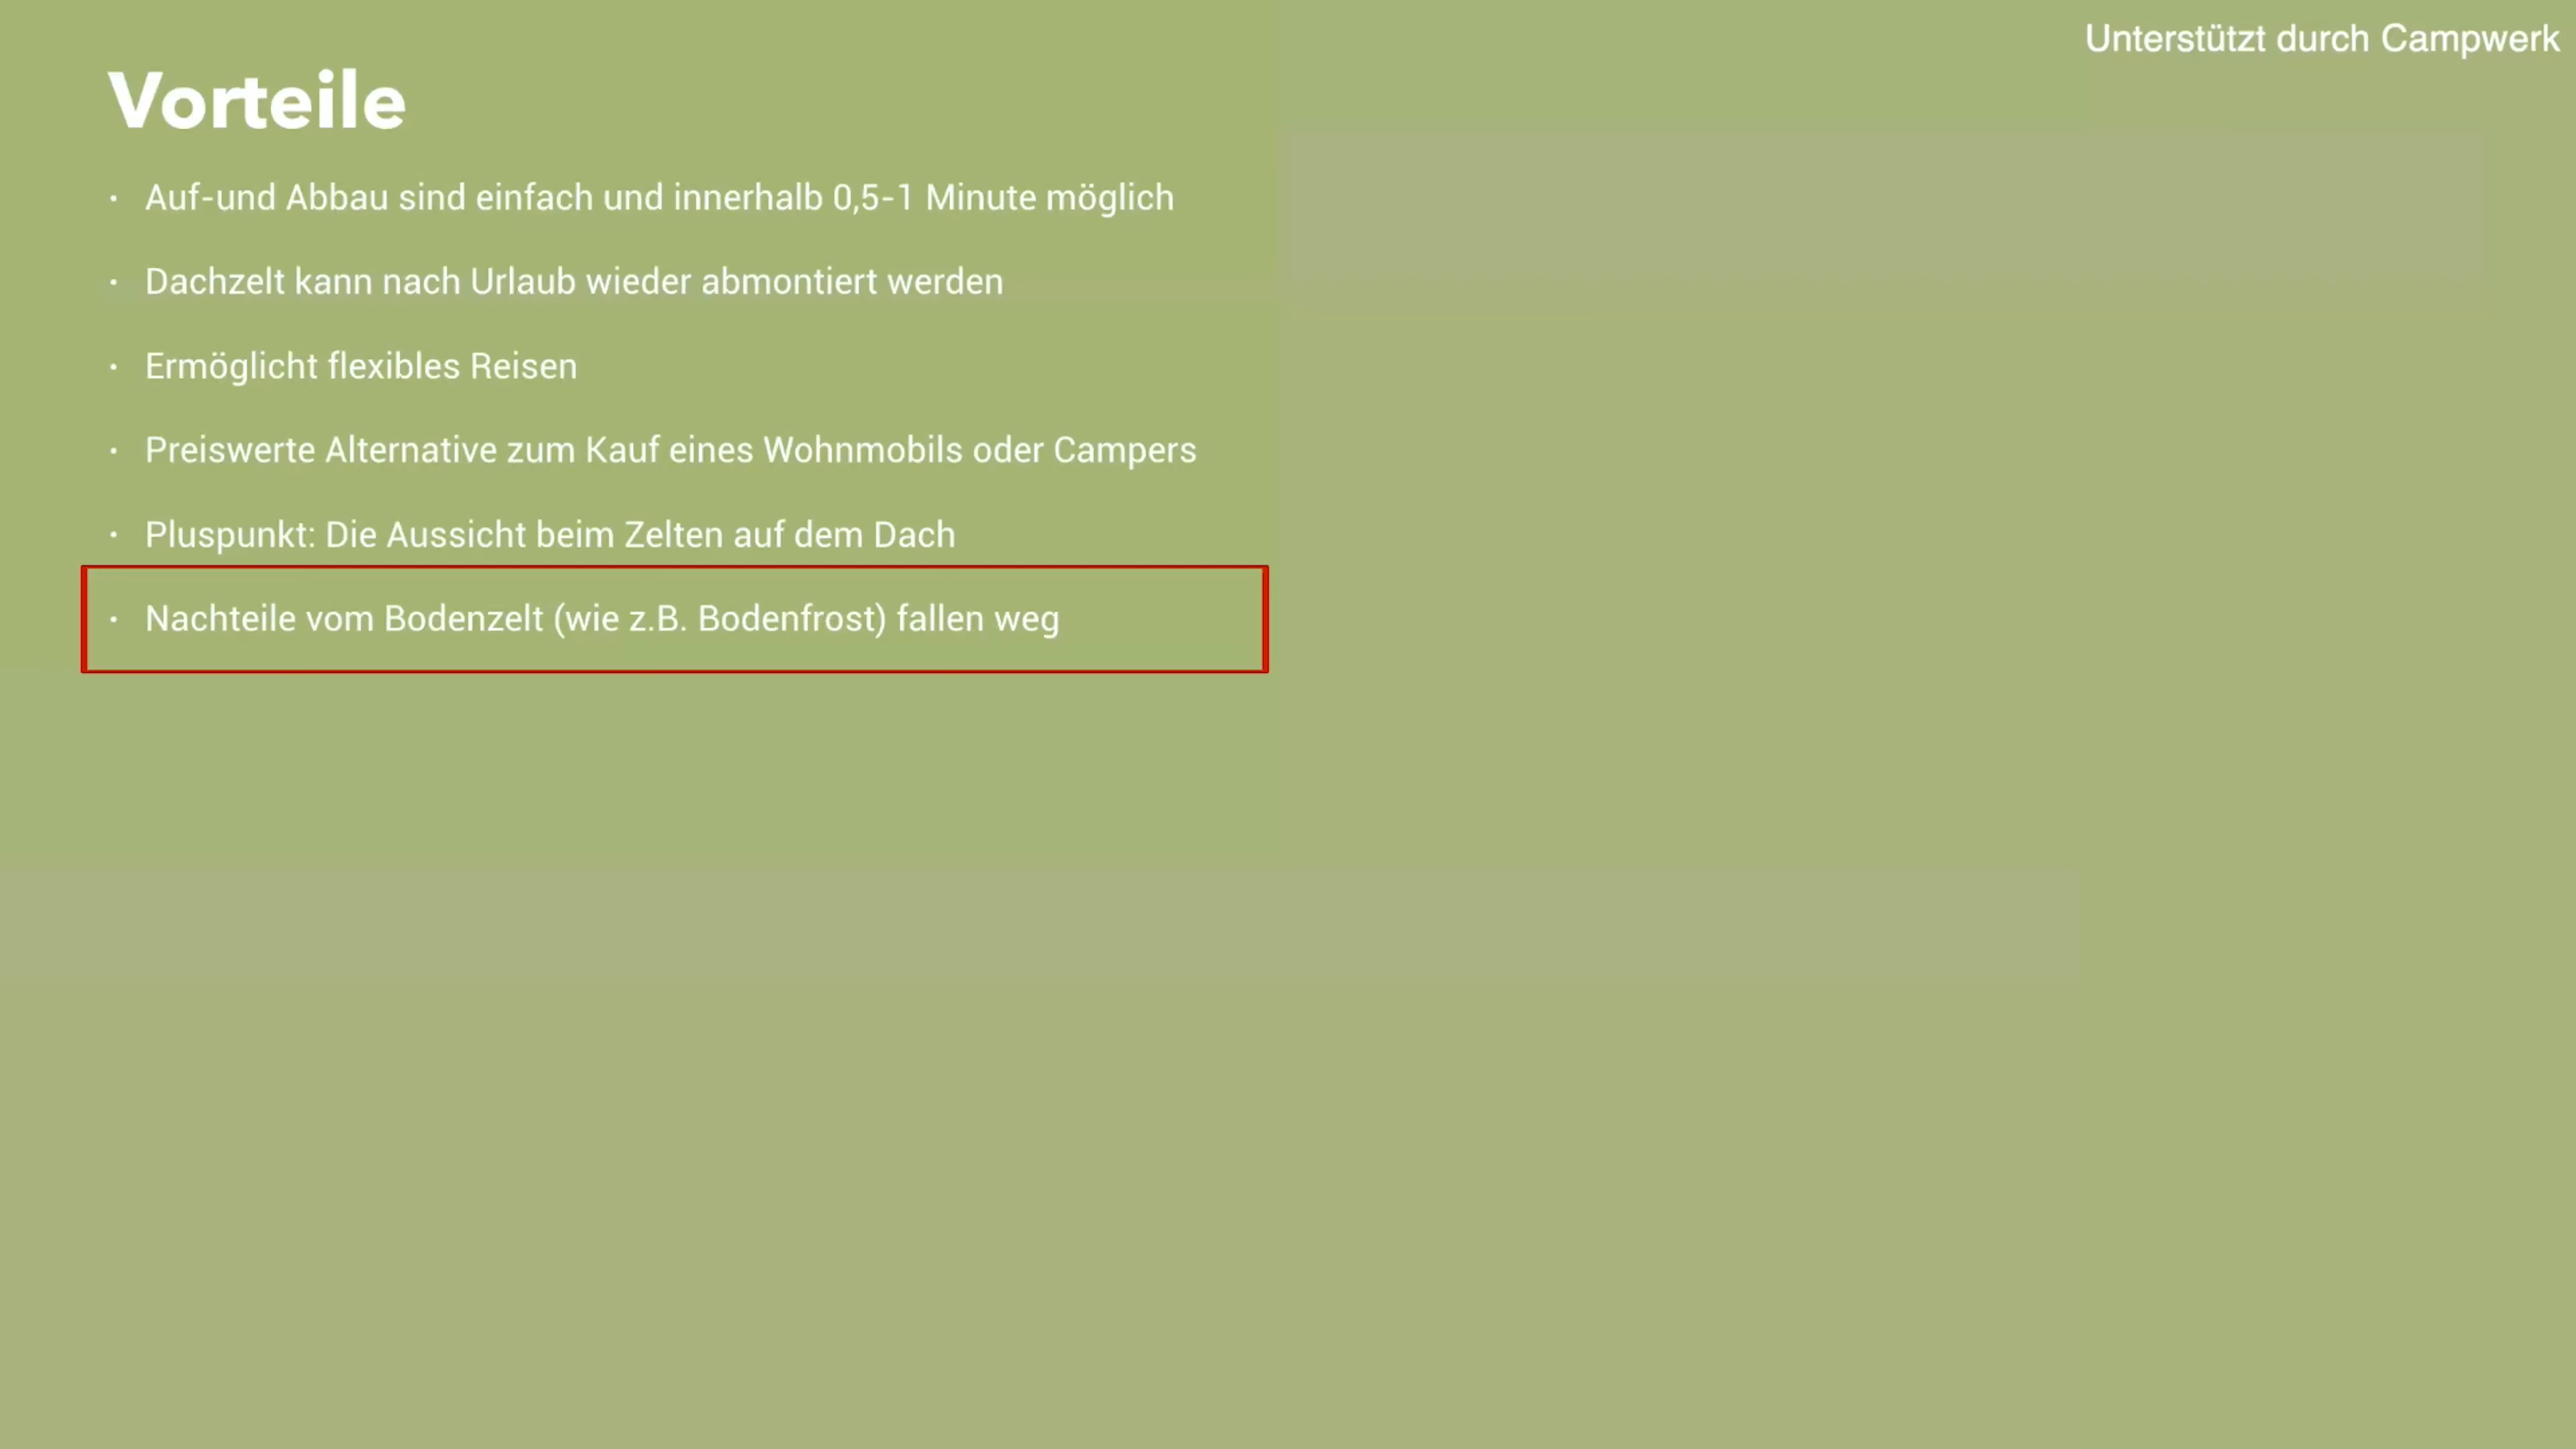 Unterstützt durch Campwerk
Vorteile
· Auf-und Abbau sind einfach und innerhalb 0,5-1 Minute möglich
· Dachzelt kann nach Urlaub wieder abmontiert werden
· Ermöglicht flexibles Reisen
· Preiswerte Alternative zum Kauf eines Wohnmobils oder Campers
· Pluspunkt: Die Aussicht beim Zelten auf dem Dach
· Nachteile vom Bodenzelt (wie z.B. Bodenfrost) fallen weg